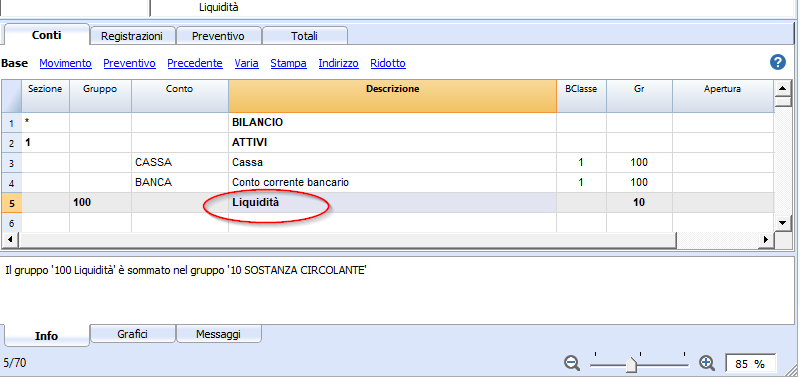 Liquidità
Conti Registrazioni Preventivo Totali
Base Movimento Preventivo Precedente Varia Stampa Indirizzo Ridotto ?
Sezione Gruppo Conto Descrizione BClasse Gr Apertura
1 * BILANCIO
2 1 ATTIVI
3 CASSA Cassa 1 100
4 BANCA Conto corrente bancario 1 100
5 100 Liquidità 10
6
Il gruppo '100 Liquidità' è sommato nel gruppo '10 SOSTANZA CIRCOLANTE'
Info Grafici Messaggi
5/70 85 %